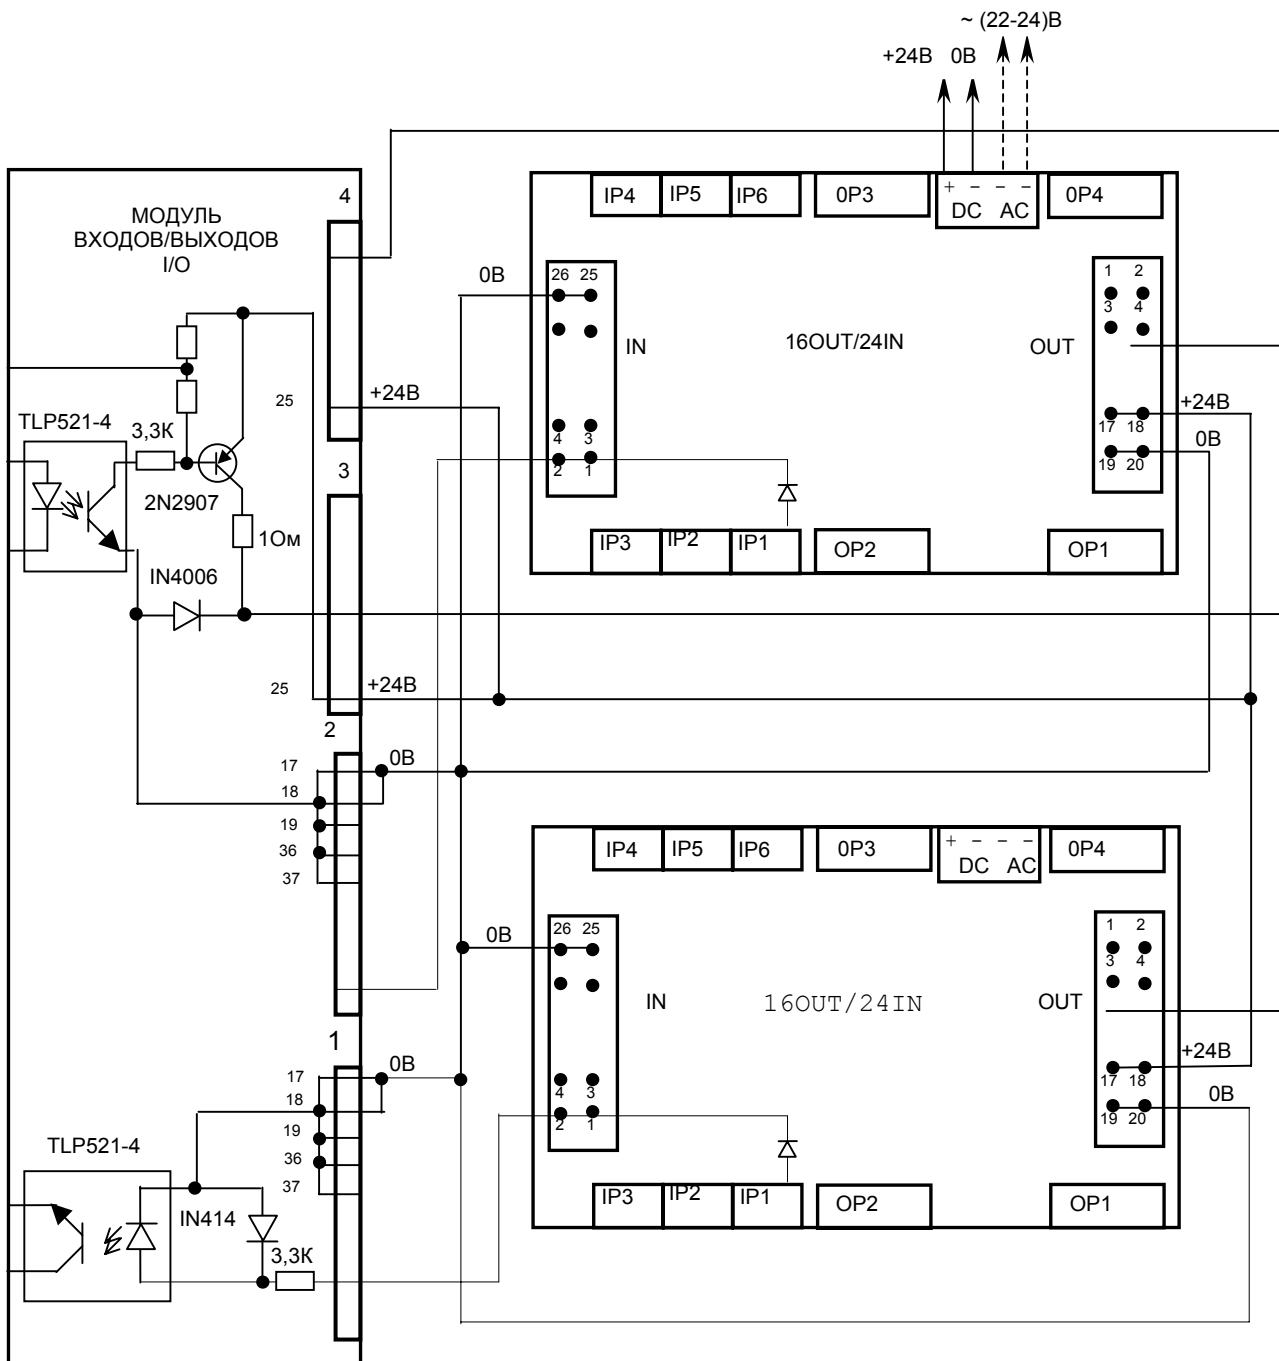 ~ (22-24)В
+24В 0В
МОДУЛЬ
ВХОДОВ/ВЫХОДОВ
I/O
4
IP4 IP5 IP6 0P3 + - - - 0P4
DC AC
0В
26 25
1 2
3 4
IN
16OUT/24IN
OUT
25
+24В
TLP521-4
3,3К
4 3
2 1
17 18
+24В
19 20
0В
3
2N2907
1Ом
IP3 IP2 IP1 OP2 OP1
IN4006
25
+24В
2
17
0В
18
19
36
37
IP4 IP5 IP6 0P3 + - - - 0P4
DC AC
0В
26 25
1 2
3 4
IN
16OUT/24IN
OUT
1
17
0В
18
19
36
37
4 3
2 1
17 18
+24В
19 20
0В
TLP521-4
IN414
3,3К
IP3 IP2 IP1 OP2 OP1